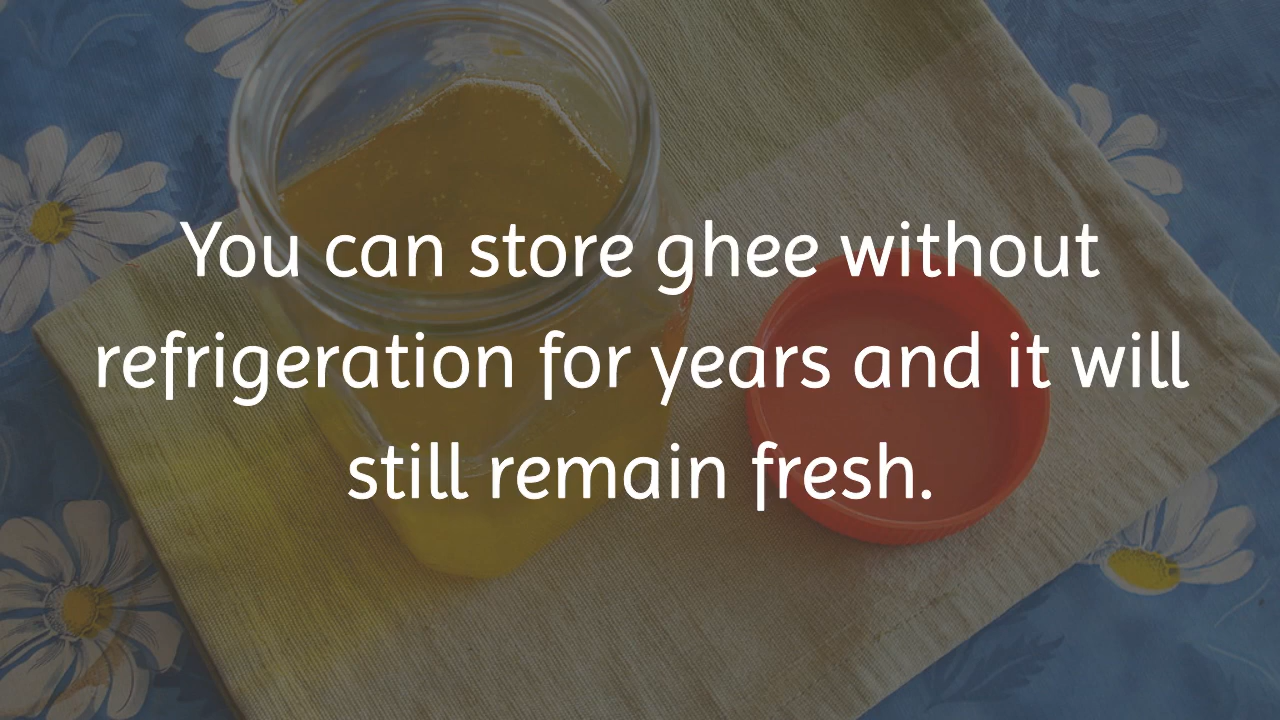 You can store ghee without
refrigeration for years and it will
still remain fresh.